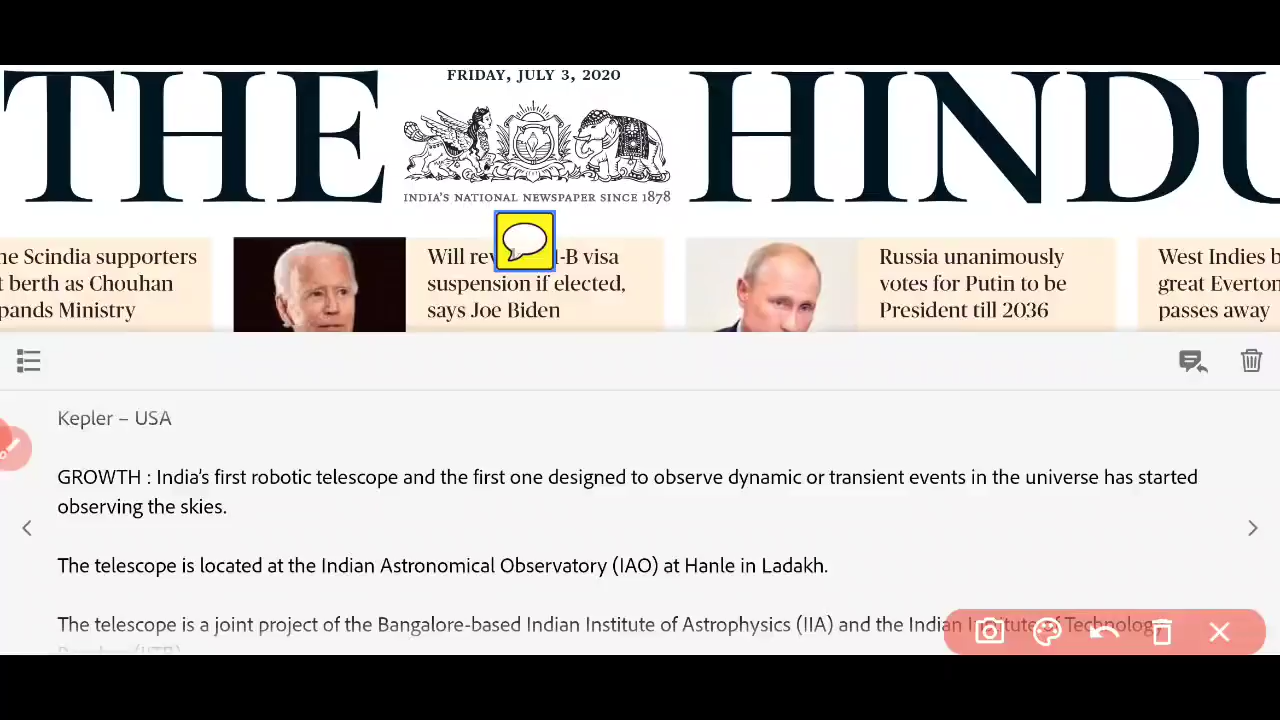 FRIDAY, JULY 3, 2020
THE HINDU
INDIA'S NATIONAL NEWSPAPER SINCE 1878
he Scindia supporters
t berth as Chouhan
pands Ministry
Will re -B visa
suspension if elected,
says Joe Biden
Russia unanimously
votes for Putin to be
President till 2036
West Indies b
great Everton
passes away
Kepler – USA
GROWTH : India's first robotic telescope and the first one designed to observe dynamic or transient events in the universe has started
observing the skies.
The telescope is located at the Indian Astronomical Observatory (IAO) at Hanle in Ladakh.
The telescope is a joint project of the Bangalore-based Indian Institute of Astrophysics (IIA) and the Indian Institute of Technology